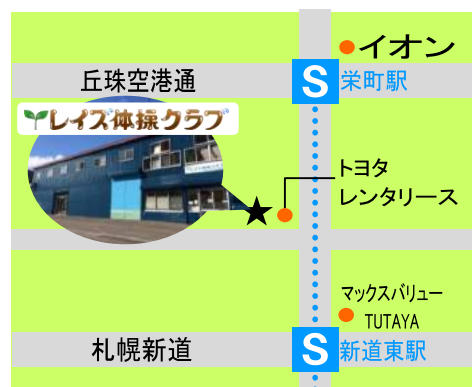 イオン
丘珠空港通
S
栄町駅
レイズ体操クラブ
トヨタ
レンタリース
マックスバリュー
TUTAYA
札幌新道
S
新道東駅